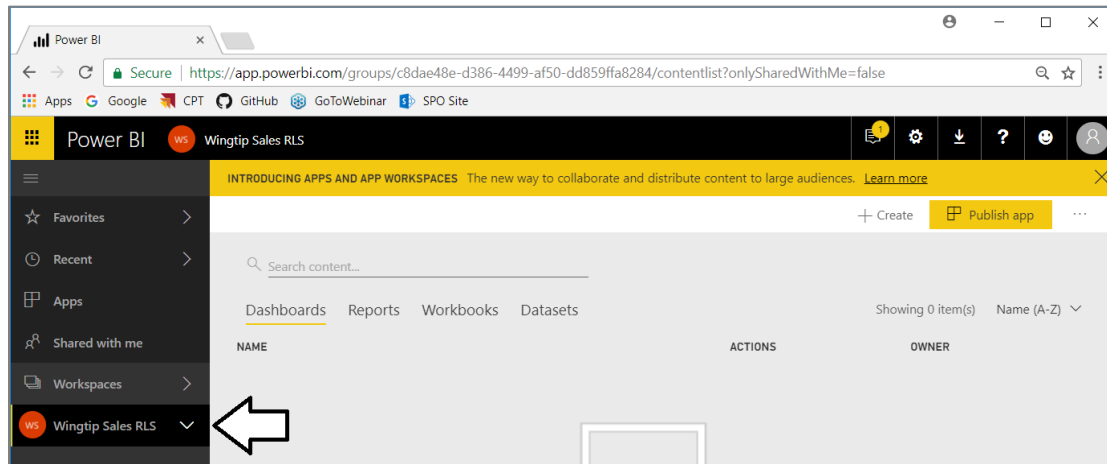 Power BI
Secure | https://app.powerbi.com/groups/c8dae48e-d386-4499-af50-dd859ffa8284/contentlist?onlySharedWithMe=false
Apps Google CPT GitHub GoToWebinar SPO Site
Power BI WS Wingtip Sales RLS 1 ?
INTRODUCING APPS AND APP WORKSPACES The new way to collaborate and distribute content to large audiences. Learn more
Favorites
+ Create Publish app ...
Recent
Search content...
Apps
Dashboards Reports Workbooks Datasets Showing 0 item(s) Name (A-Z)
Shared with me
NAME ACTIONS OWNER
Workspaces
WS Wingtip Sales RLS